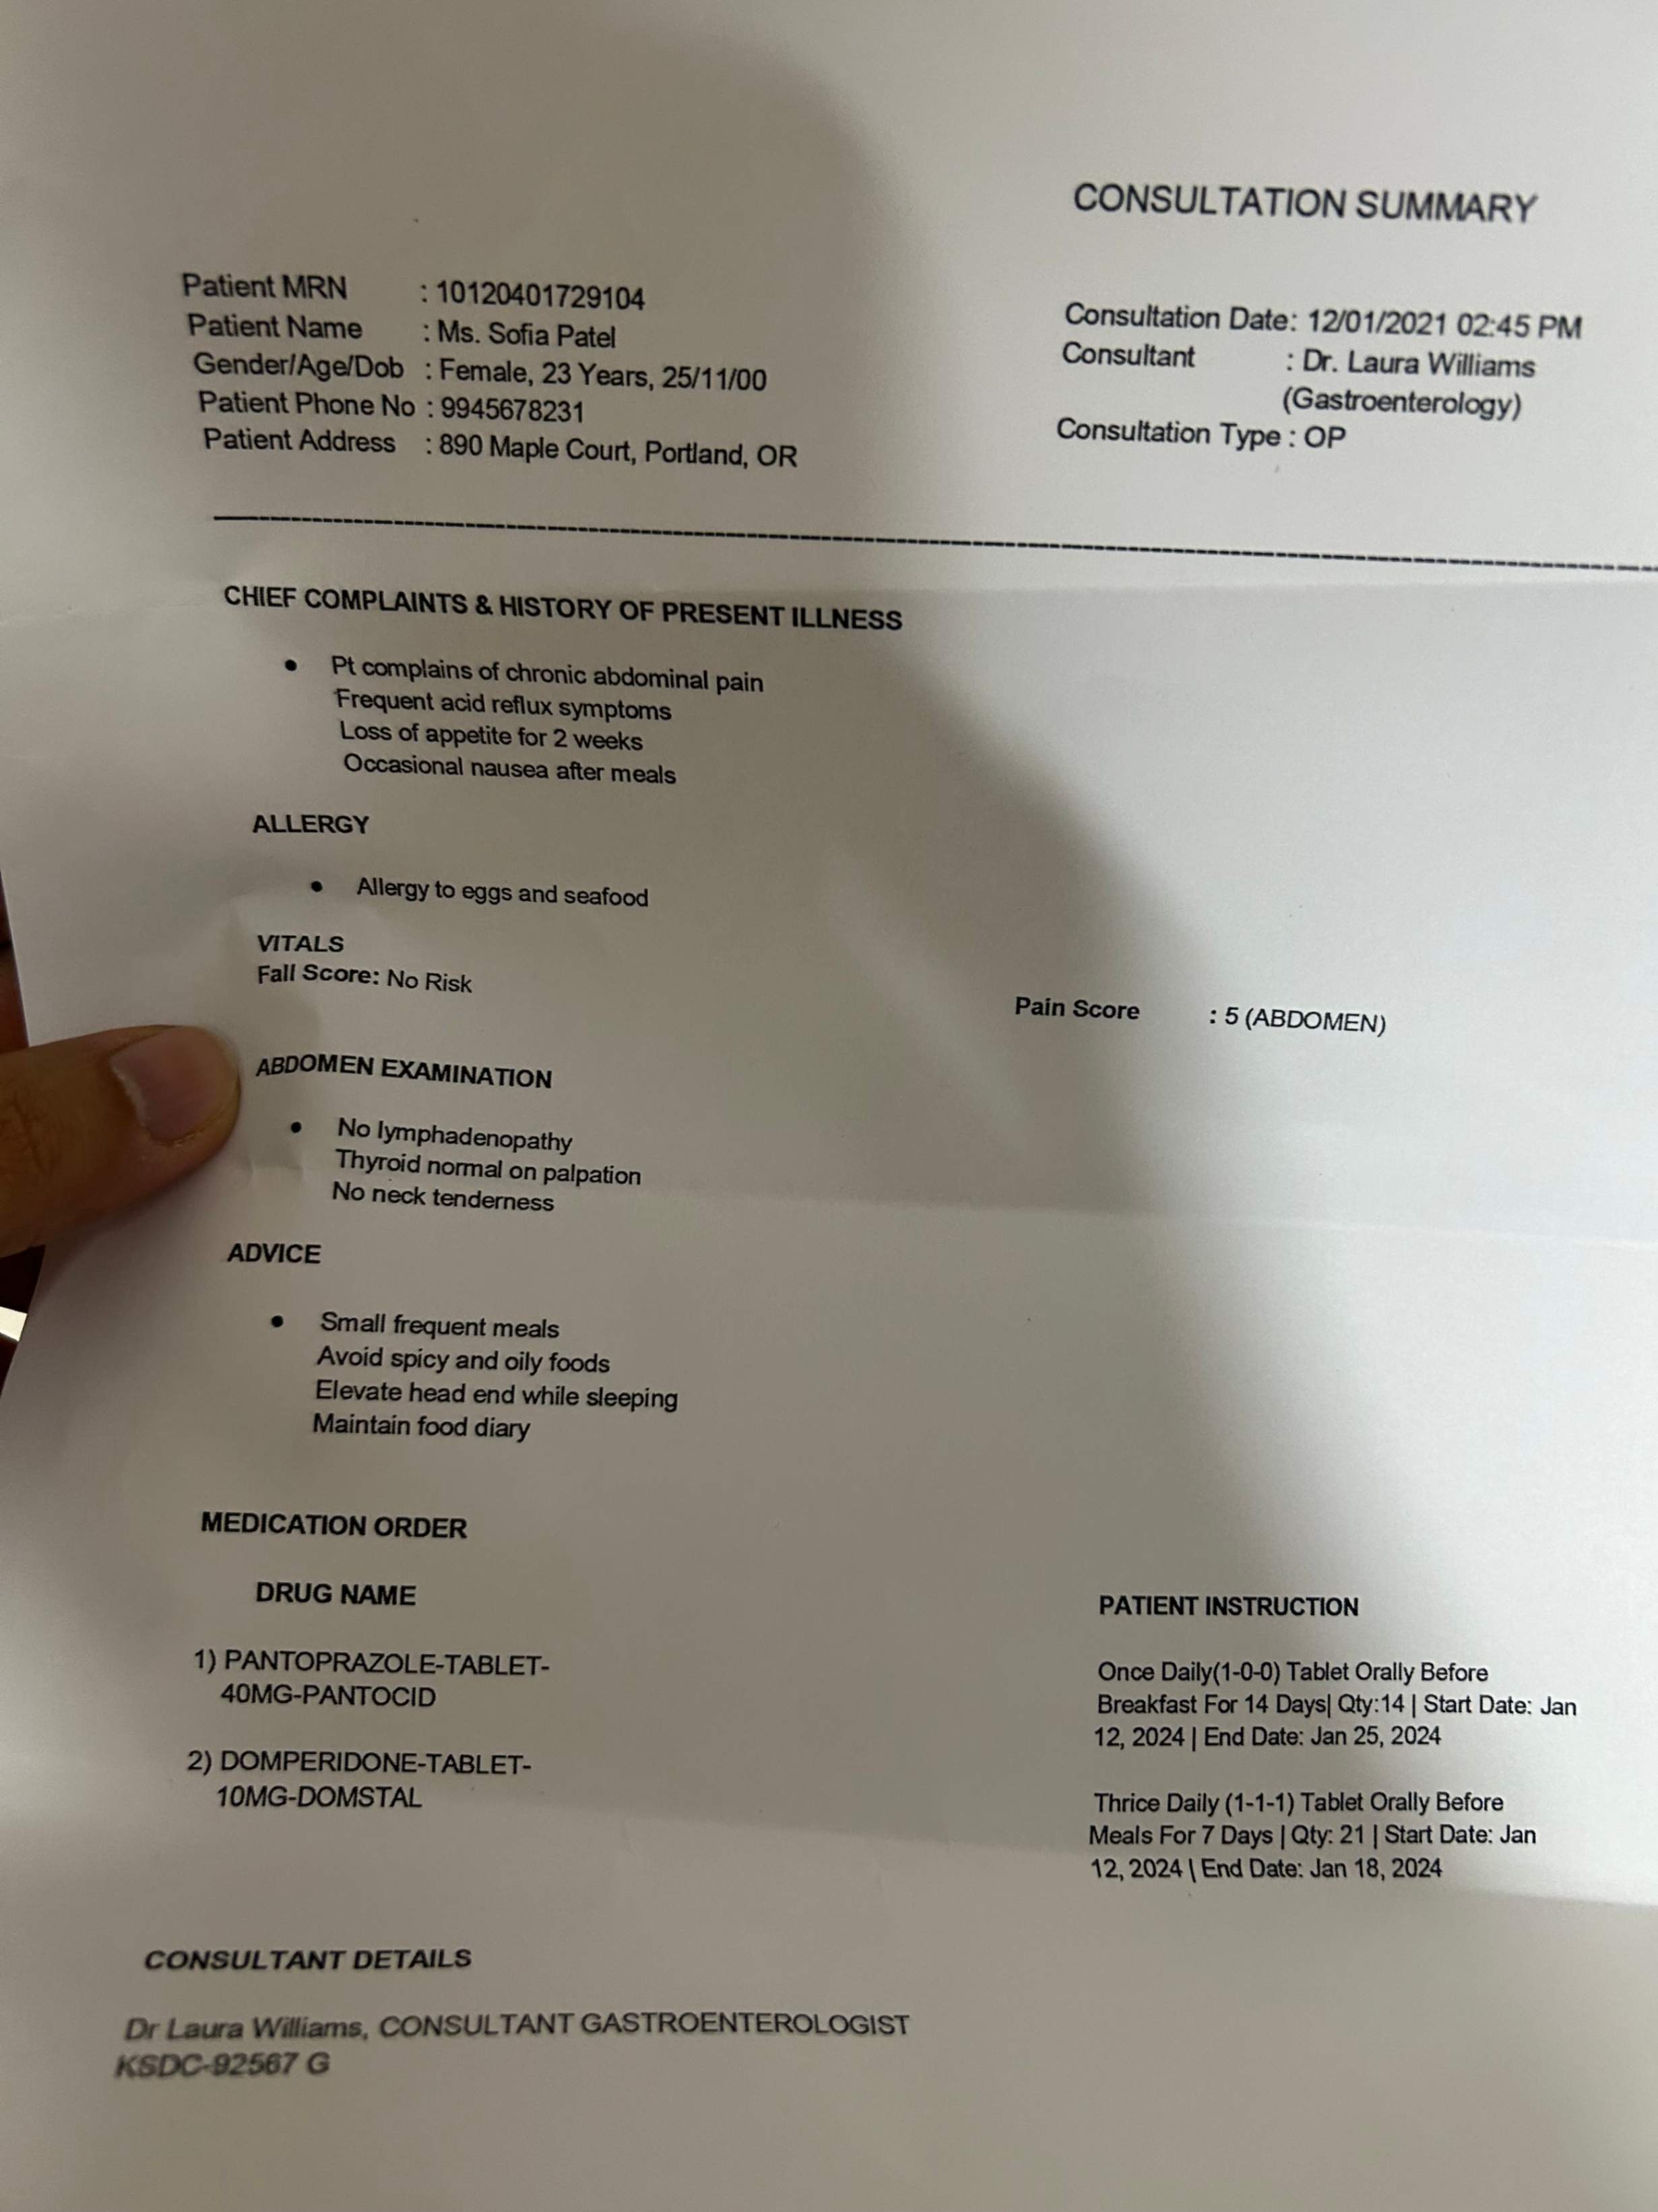 CONSULTATION SUMMARY
Patient MRN : 10120401729104
Patient Name : Ms. Sofia Patel
Gender/Age/Dob : Female, 23 Years, 25/11/00
Patient Phone No : 9945678231
Patient Address : 890 Maple Court, Portland, OR
Consultation Date: 12/01/2021 02:45 PM
Consultant : Dr. Laura Williams
(Gastroenterology)
Consultation Type : OP
CHIEF COMPLAINTS & HISTORY OF PRESENT ILLNESS
• Pt complains of chronic abdominal pain
Frequent acid reflux symptoms
Loss of appetite for 2 weeks
Occasional nausea after meals
ALLERGY
• Allergy to eggs and seafood
VITALS
Fall Score: No Risk
Pain Score : 5 (ABDOMEN)
ABDOMEN EXAMINATION
• No lymphadenopathy
Thyroid normal on palpation
No neck tenderness
ADVICE
• Small frequent meals
Avoid spicy and oily foods
Elevate head end while sleeping
Maintain food diary
MEDICATION ORDER
DRUG NAME
PATIENT INSTRUCTION
1) PANTOPRAZOLE-TABLET-
40MG-PANTOCID
Once Daily(1-0-0) Tablet Orally Before
Breakfast For 14 Days| Qty:14 | Start Date: Jan
12, 2024 | End Date: Jan 25, 2024
2) DOMPERIDONE-TABLET-
10MG-DOMSTAL
Thrice Daily (1-1-1) Tablet Orally Before
Meals For 7 Days | Qty: 21 | Start Date: Jan
12, 2024 | End Date: Jan 18, 2024
CONSULTANT DETAILS
Dr Laura Williams, CONSULTANT GASTROENTEROLOGIST
KSDC-92567 G